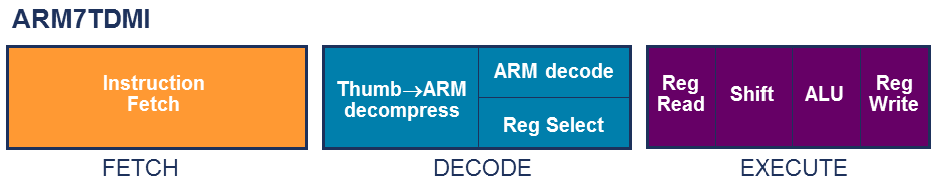 ARM7TDMI
Instruction
Fetch
Thumb→ARM
decompress
ARM decode
Reg Select
Reg
Read
Shift
ALU
Reg
Write
FETCH
DECODE
EXECUTE